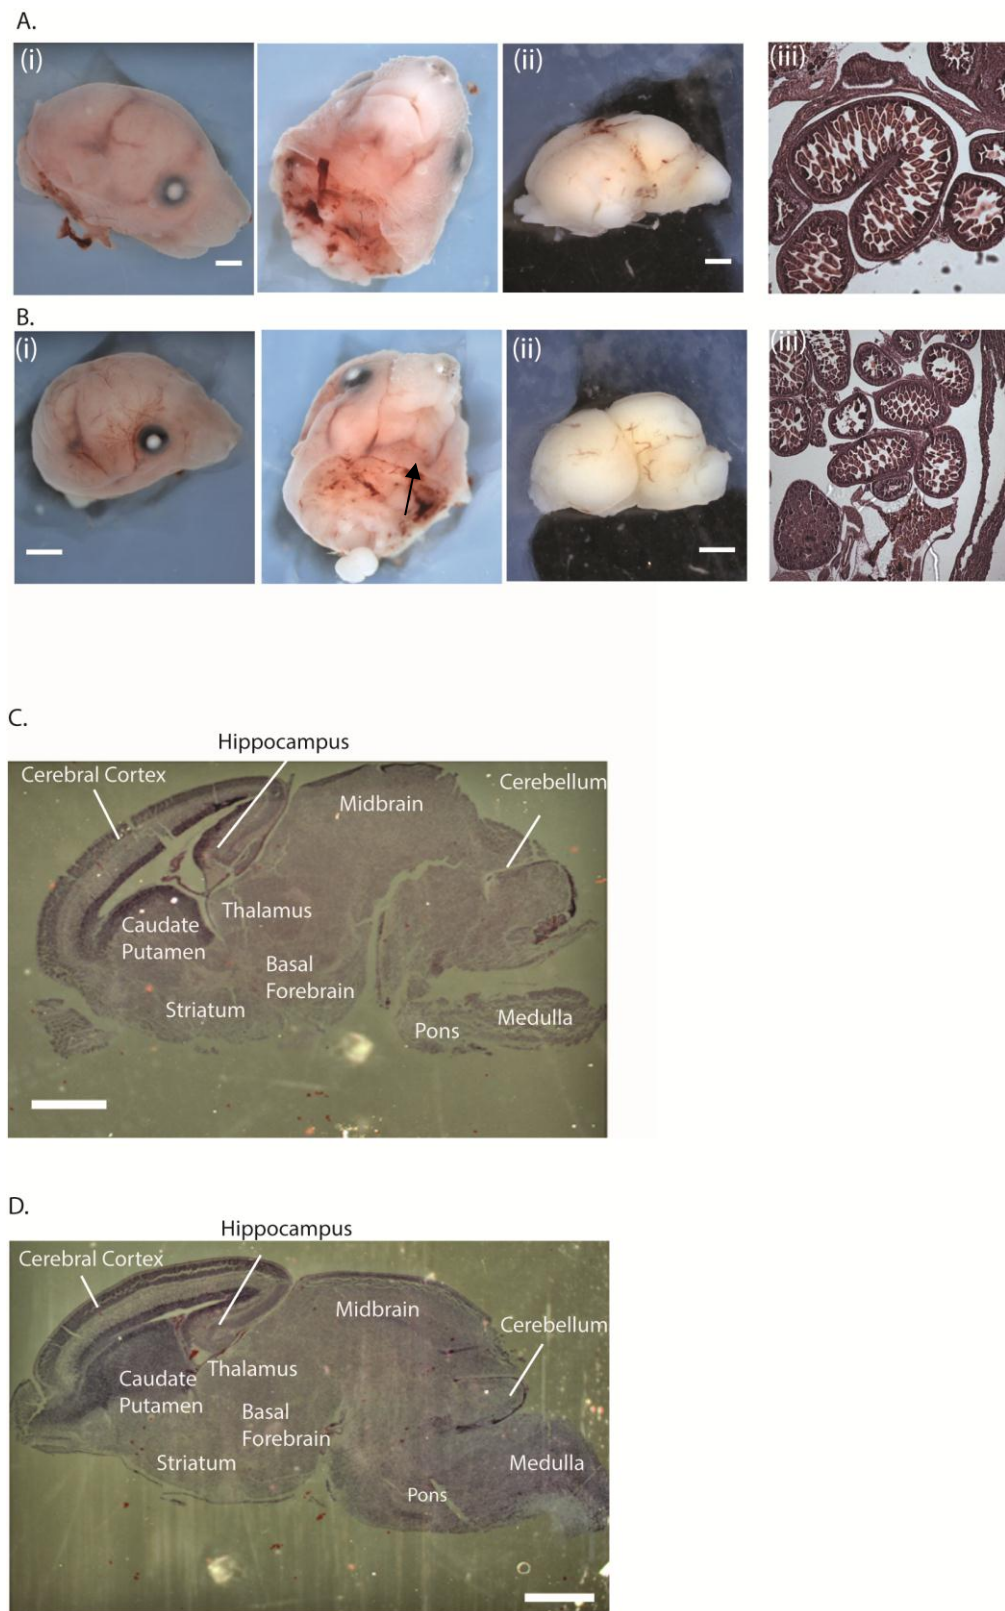 A.
(i)
(ii)
(iii)
B.
(i)
(ii)
(iii)
C.
Hippocampus
Cerebral Cortex
Cerebellum
Midbrain
Caudate
Putamen
Thalamus
Basal
Forebrain
Striatum
Pons
Medulla
D.
Hippocampus
Cerebral Cortex
Midbrain
Cerebellum
Thalamus
Caudate
Putamen
Basal
Forebrain
Striatum
Medulla
Pons